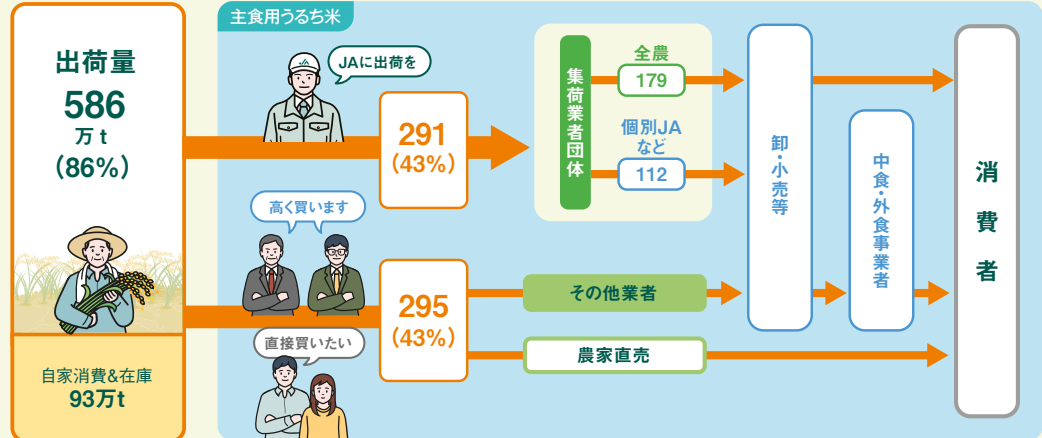 主食用うるち米
出荷量
586
万t
（86%）
自家消費&在庫
93万t
JAに出荷を
JA
291
（43%）
高く買います
295
（43%）
直接買いたい
集荷業者団体
全農
179
個別JA
など
112
その他業者
農家直売
卸・小売等
中食・外食事業者
消費者